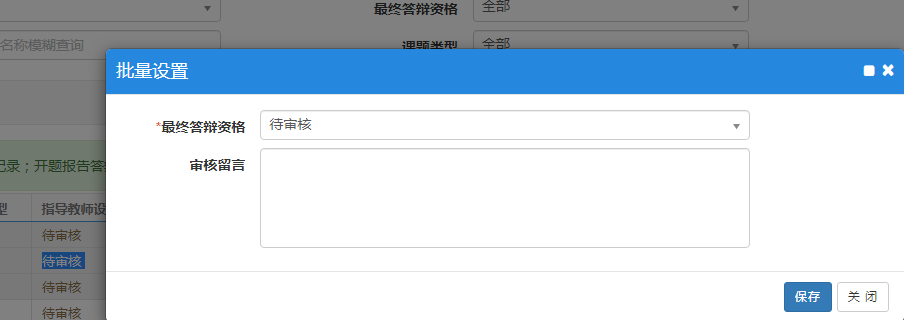 最终答辩资格
全部
名称模糊查询
课题类型
全部
批量设置
*最终答辩资格
待审核
审核留言
记录；开题报告答辩
型
指导教师设
待审核
待审核
待审核
待审核
保存
关 闭